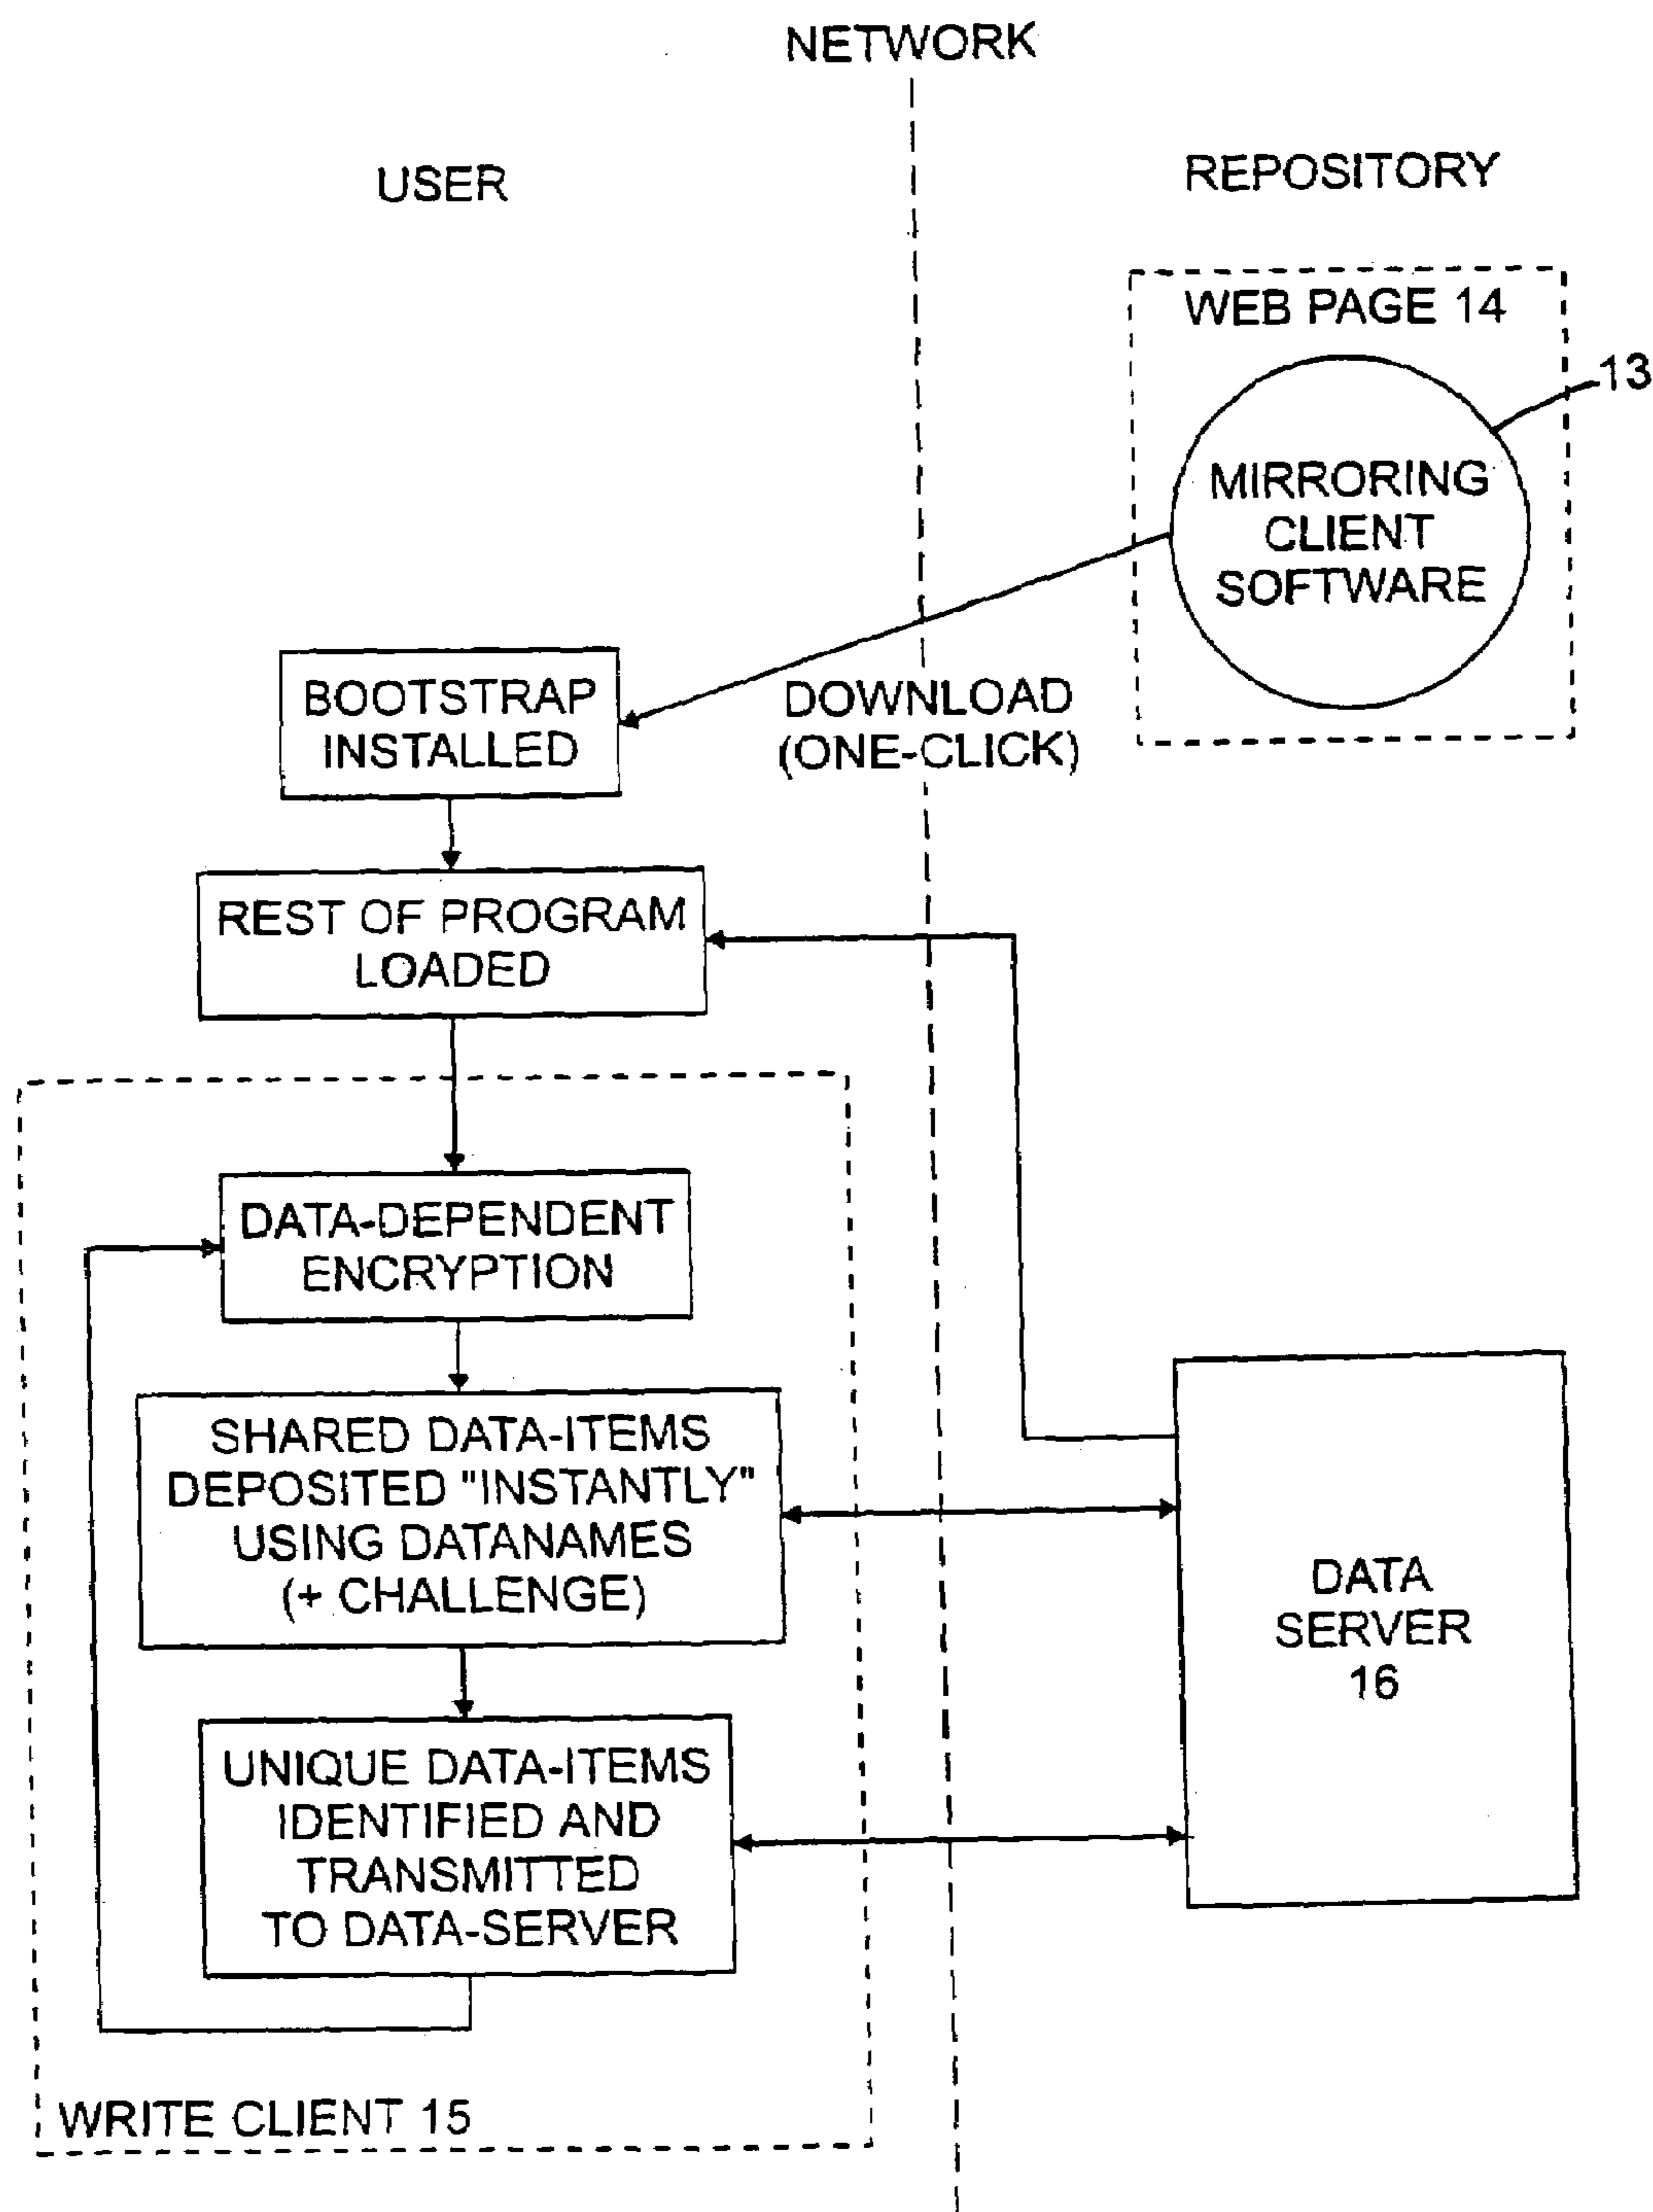 NETWORK
USER
REPOSITORY
WEB PAGE 14
13
MIRRORING
CLIENT
SOFTWARE
BOOTSTRAP
INSTALLED
DOWNLOAD
(ONE-CLICK)
REST OF PROGRAM
LOADED
DATA-DEPENDENT
ENCRYPTION
SHARED DATA-ITEMS
DEPOSITED "INSTANTLY"
USING DATANAMES
(+ CHALLENGE)
DATA
SERVER
16
UNIQUE DATA-ITEMS
IDENTIFIED AND
TRANSMITTED
TO DATA-SERVER
WRITE CLIENT 15